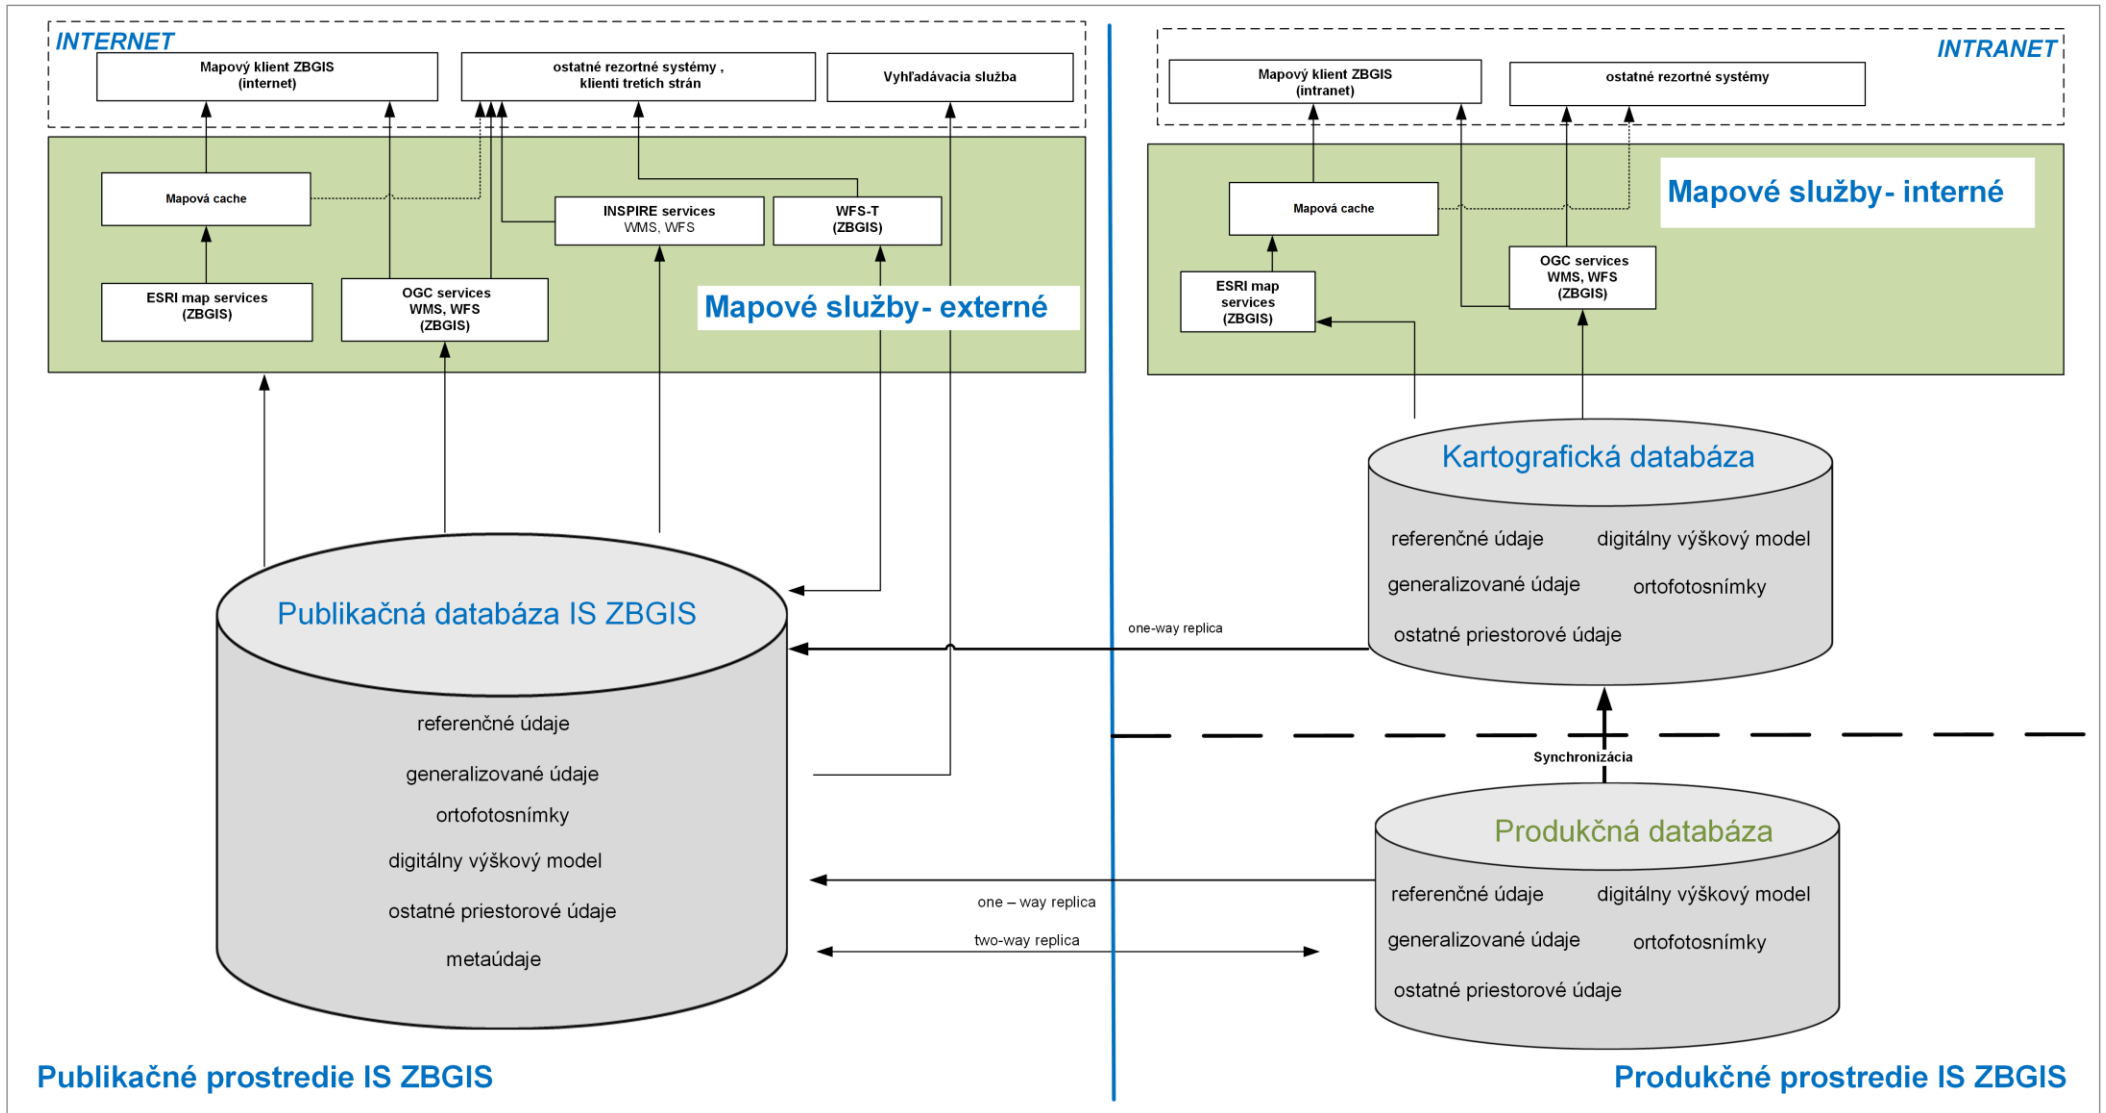 INTERNET
Mapový klient ZBGIS
(internet)
ostatné rezortné systémy ,
klienti tretích strán
Vyhľadávacia služba
Mapová cache
INSPIRE services
WMS, WFS
WFS-T
(ZBGIS)
ESRI map services
(ZBGIS)
OGC services
WMS, WFS
(ZBGIS)
Mapové služby- externé
Publikačná databáza IS ZBGIS
referenčné údaje
generalizované údaje
ortofotosnímky
digitálny výškový model
ostatné priestorové údaje
metaúdaje
Publikačné prostredie IS ZBGIS
one-way replica
one – way replica
two-way replica
INTRANET
Mapový klient ZBGIS
(intranet)
ostatné rezortné systémy
Mapové služby- interné
Mapová cache
OGC services
WMS, WFS
(ZBGIS)
ESRI map
services
(ZBGIS)
Kartografická databáza
referenčné údaje digitálny výškový model
generalizované údaje ortofotosnímky
ostatné priestorové údaje
Synchronizácia
Produkčná databáza
referenčné údaje digitálny výškový model
generalizované údaje ortofotosnímky
ostatné priestorové údaje
Produkčné prostredie IS ZBGIS